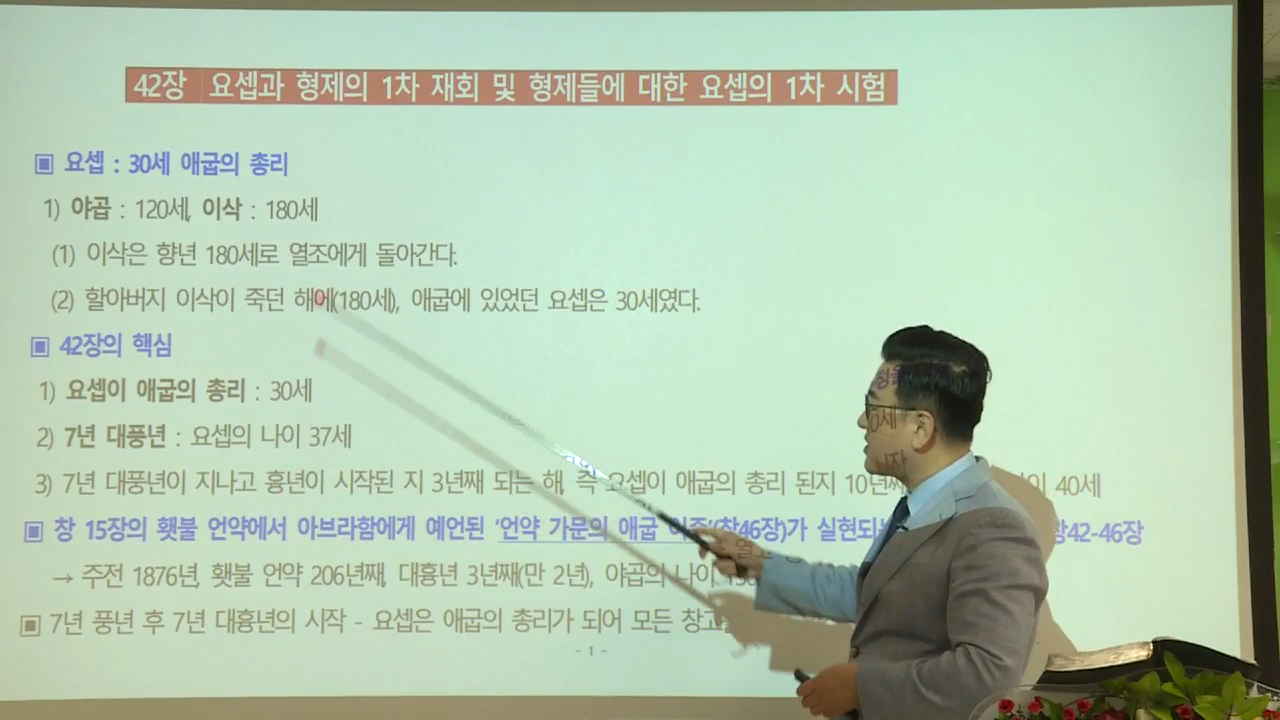 42장 요셉과 형제의 1차 재회 및 형제들에 대한 요셉의 1차 시험
▣ 요셉 : 30세 애굽의 총리
1) 야곱 : 120세, 이삭 : 180세
(1) 이삭은 향년 180세로 열조에게 돌아간다.
(2) 할아버지 이삭이 죽던 해에(180세), 애굽에 있었던 요셉은 30세였다.
▣ 42장의 핵심
1) 요셉이 애굽의 총리 : 30세
2) 7년 대풍년 : 요셉의 나이 37세
3) 7년 대풍년이 지나고 흉년이 시작된 지 3년째 되는 해, 즉 요셉이 애굽의 총리 된지 10년째 40세
▣ 창 15장의 횃불 언약에서 아브라함에게 예언된 '언약 가문의 애굽 이주'(창46장)가 실현되는 창42-46장
→ 주전 1876년, 횃불 언약 206년째, 대흉년 3년째(만 2년), 야곱의 나이
▣ 7년 풍년 후 7년 대흉년의 시작 - 요셉은 애굽의 총리가 되어 모든 창고
- 1 -